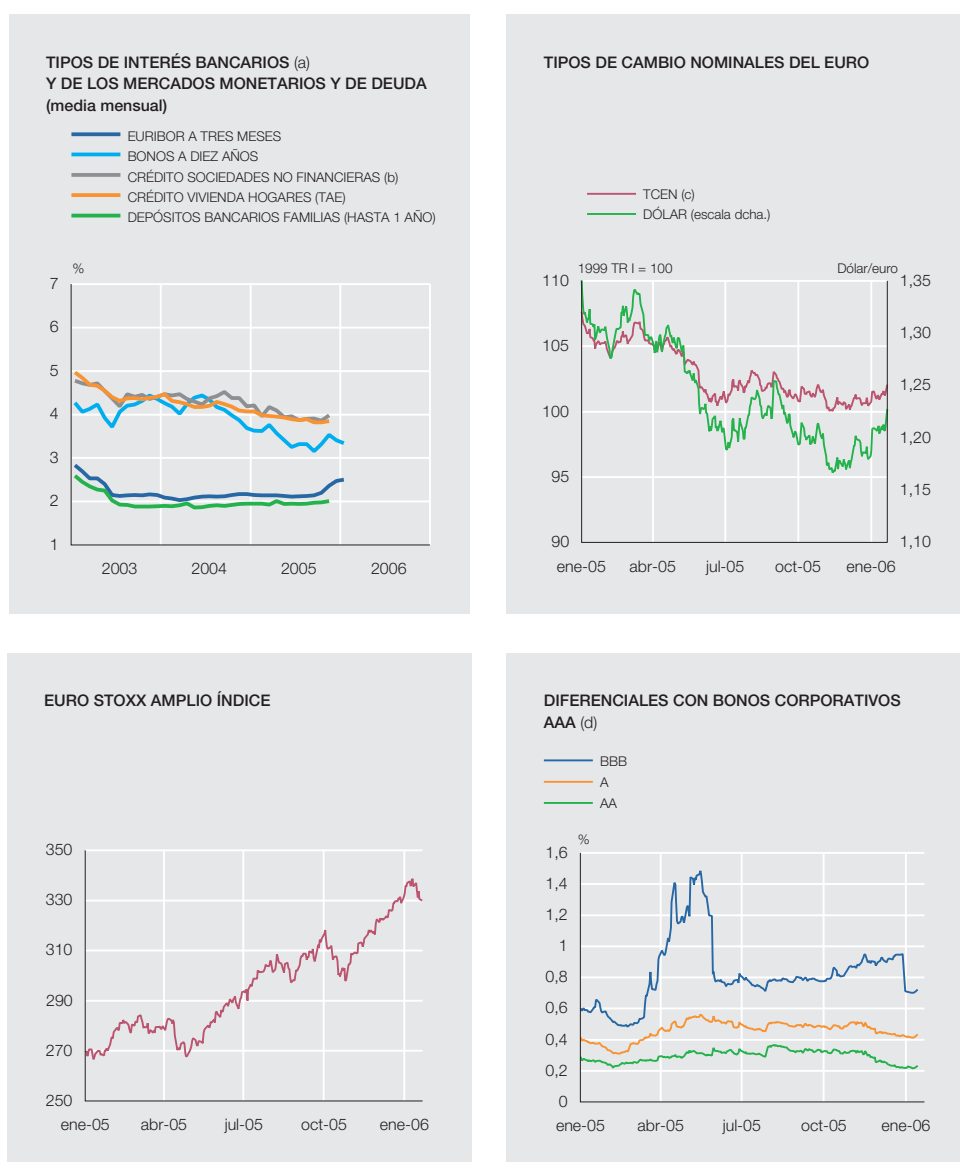 TIPOS DE INTERÉS BANCARIOS (a)
Y DE LOS MERCADOS MONETARIOS Y DE DEUDA
(media mensual)
EURIBOR A TRES MESES
BONOS A DIEZ AÑOS
CRÉDITO SOCIEDADES NO FINANCIERAS (b)
CRÉDITO VIVIENDA HOGARES (TAE)
DEPÓSITOS BANCARIOS FAMILIAS (HASTA 1 AÑO)
%
7
6
5
4
3
2
1
2003 2004 2005 2006
TIPOS DE CAMBIO NOMINALES DEL EURO
TCEN (c)
DÓLAR (escala dcha.)
1999 TR I = 100 Dólar/euro
110 1,35
1,30
105
1,25
100
1,20
95
1,15
90 1,10
ene-05 abr-05 jul-05 oct-05 ene-06
EURO STOXX AMPLIO ÍNDICE
350
330
310
290
270
250
ene-05 abr-05 jul-05 oct-05 ene-06
DIFERENCIALES CON BONOS CORPORATIVOS
AAA (d)
BBB
A
AA
%
1,6
1,4
1,2
1
0,8
0,6
0,4
0,2
0
ene-05 abr-05 jul-05 oct-05 ene-06